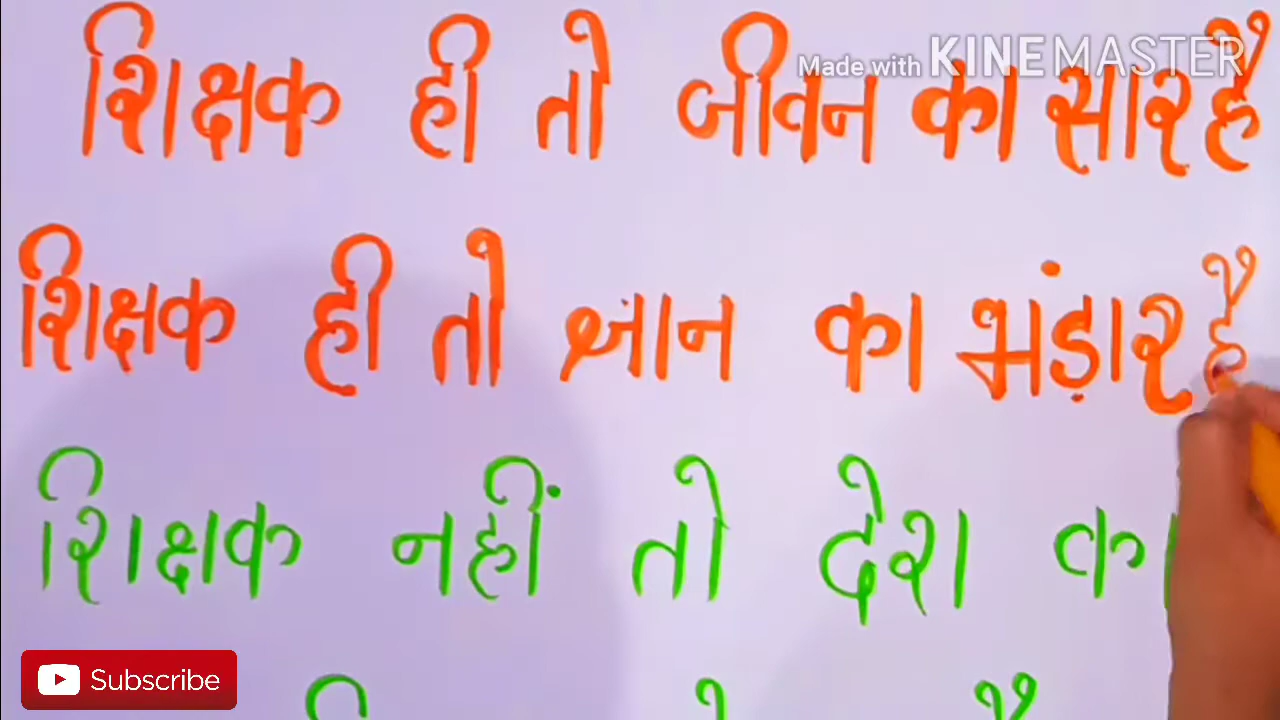 Made with KINEMASTER
शिक्षक ही तो जीवन का सार है
शिक्षक ही तो ज्ञान का भंडार है
शिक्षक नहीं तो देश का
Subscribe